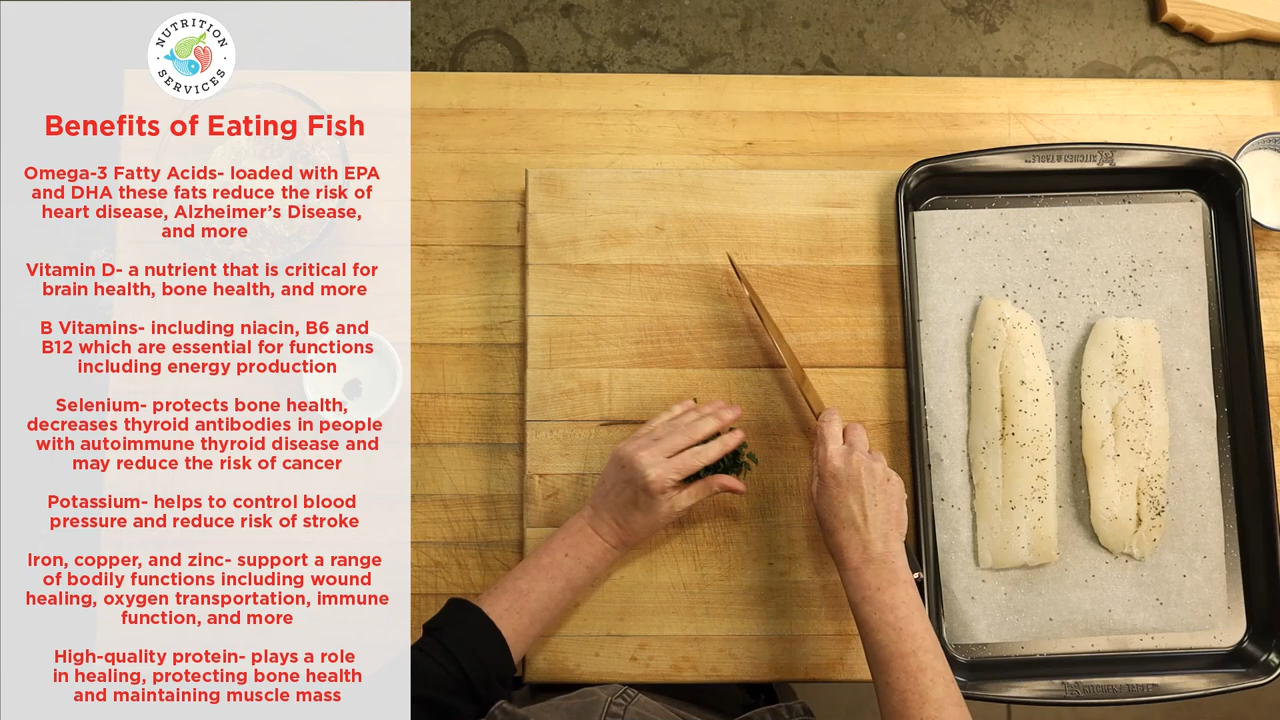 NUTRITION
SERVICES
Benefits of Eating Fish
Omega-3 Fatty Acids- loaded with EPA
and DHA these fats reduce the risk of
heart disease, Alzheimer's Disease,
and more
Vitamin D- a nutrient that is critical for
brain health, bone health, and more
B Vitamins- including niacin, B6 and
B12 which are essential for functions
including energy production
Selenium- protects bone health,
decreases thyroid antibodies in people
with autoimmune thyroid disease and
may reduce the risk of cancer
Potassium- helps to control blood
pressure and reduce risk of stroke
Iron, copper, and zinc- support a range
of bodily functions including wound
healing, oxygen transportation, immune
function, and more
High-quality protein- plays a role
in healing, protecting bone health
and maintaining muscle mass
KITCHEN & TABLE
KITCHEN & TABLE